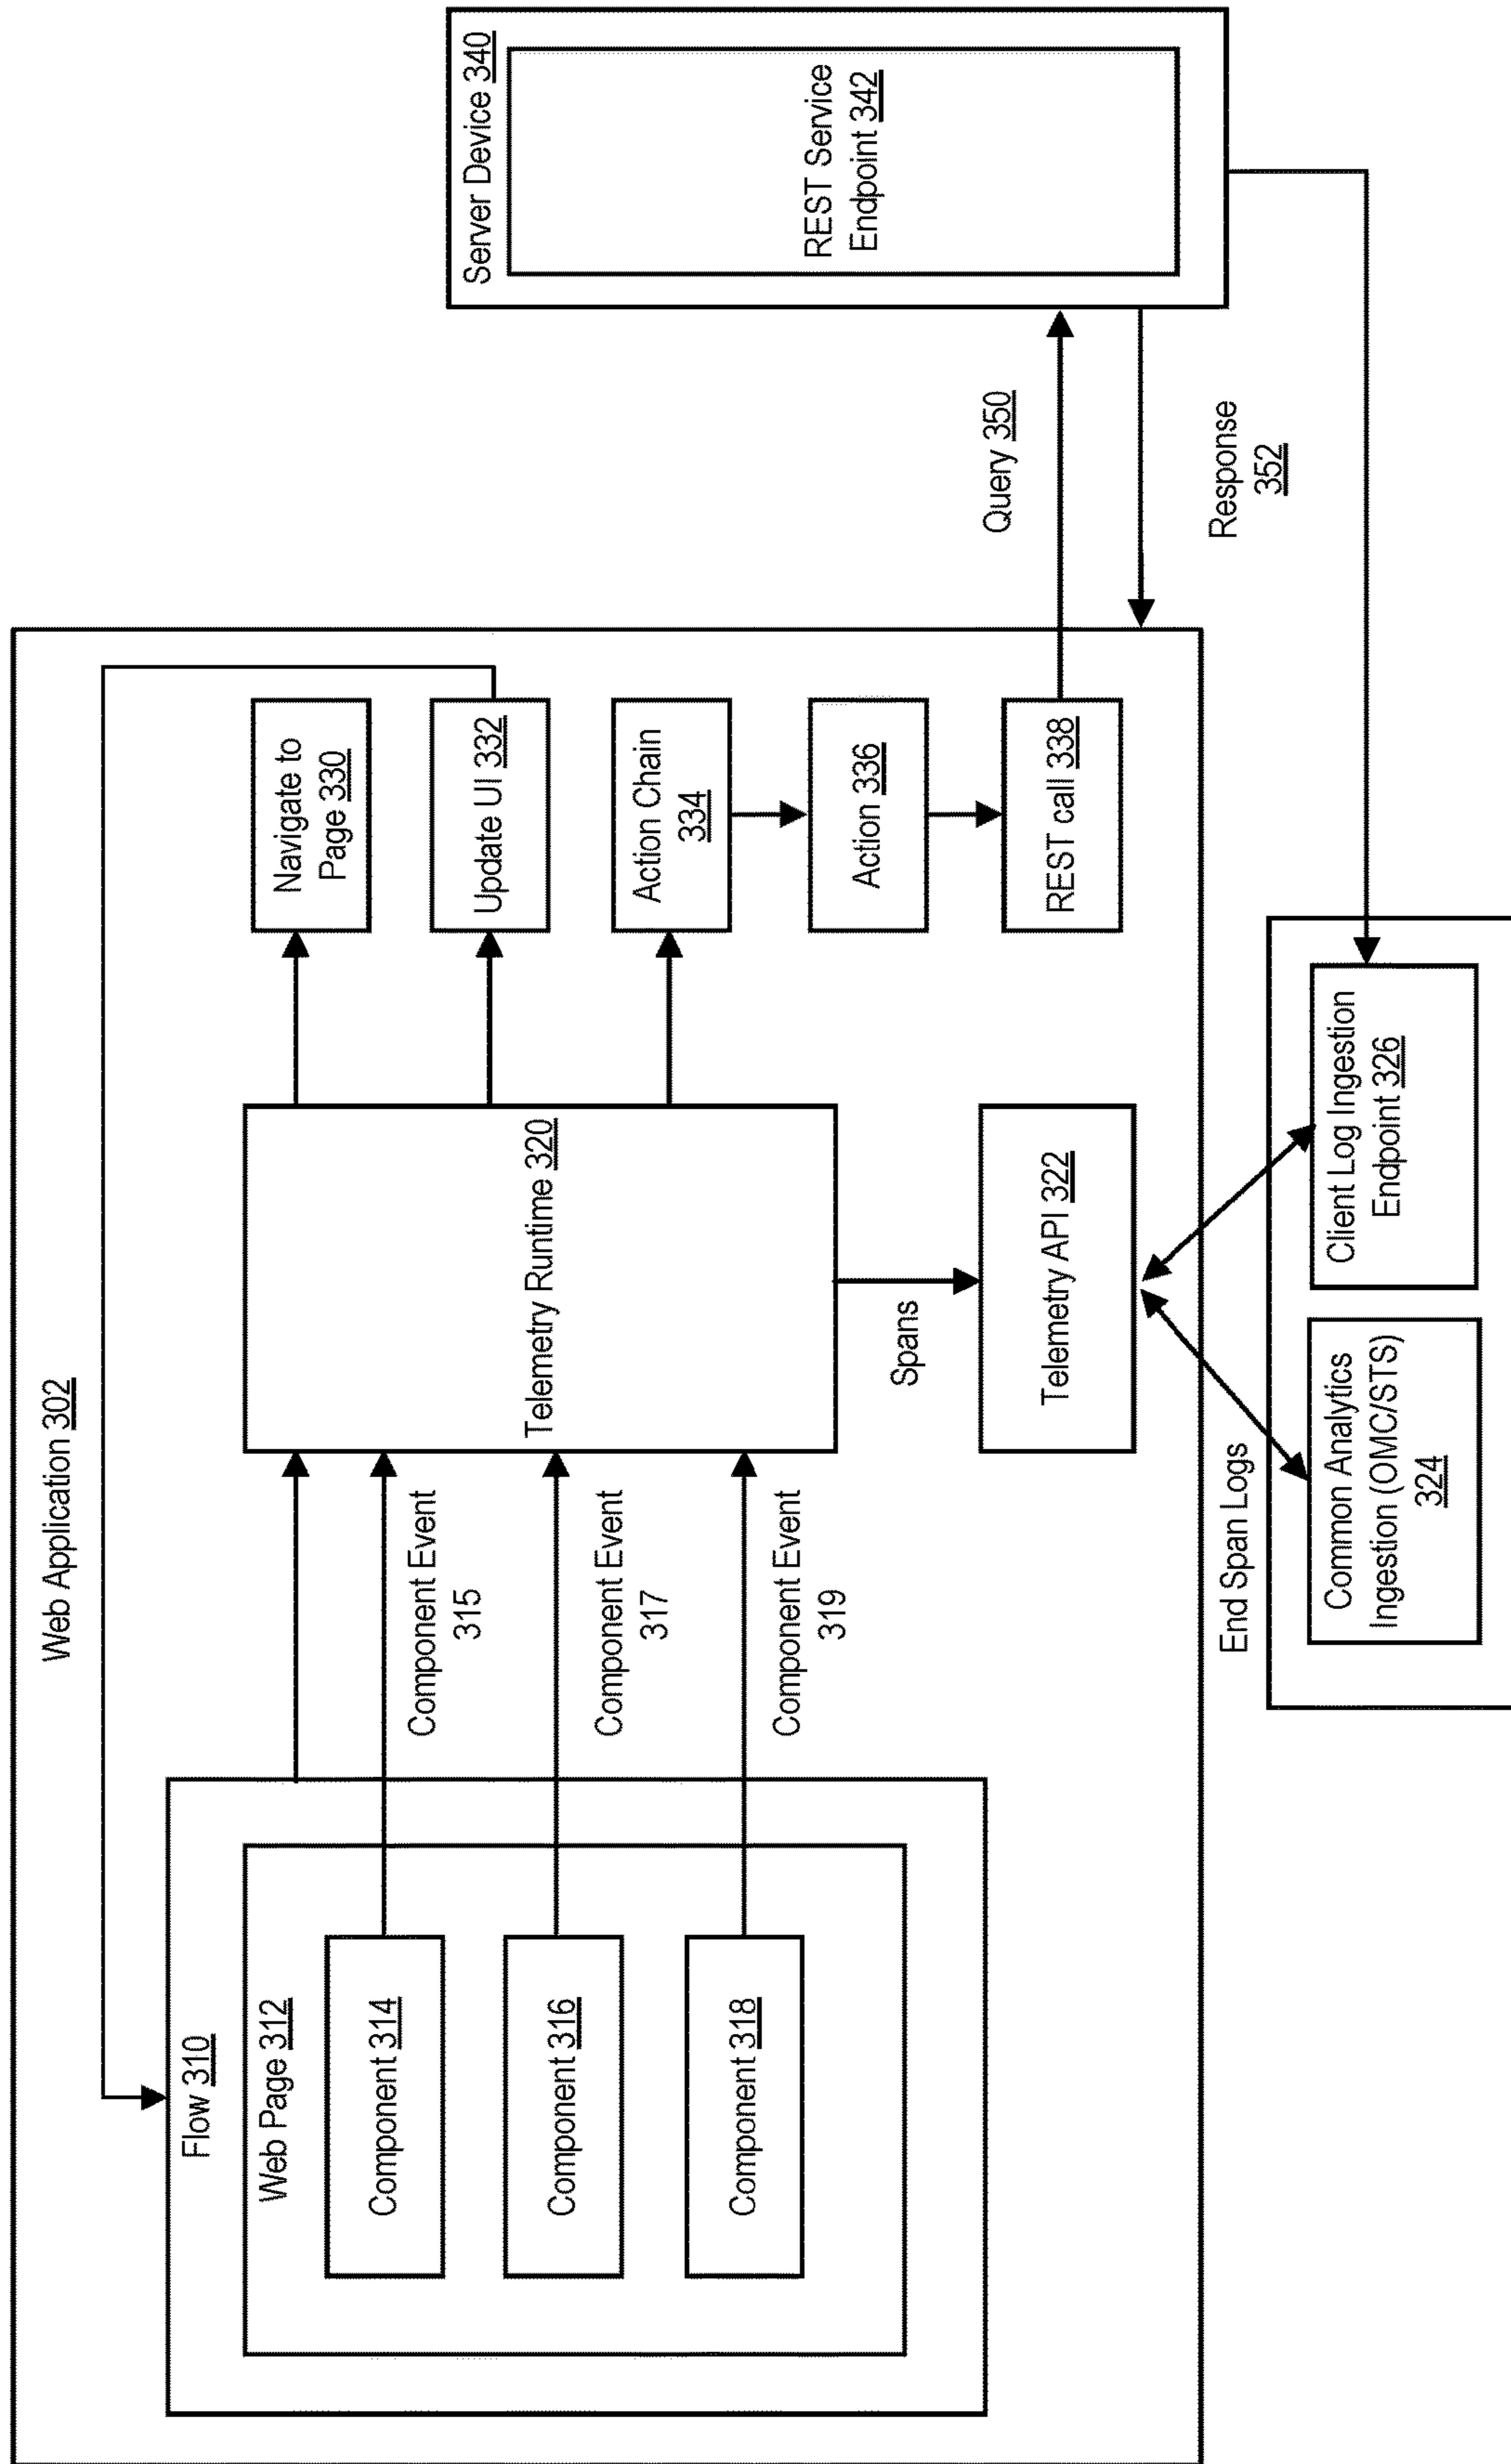 Web Application 302
Flow 310
Web Page 312
Component 314
Component 316
Component 318
Component Event
315
Component Event
317
Component Event
319
Telemetry Runtime 320
Spans
Telemetry API 322
Navigate to
Page 330
Update UI 332
Action Chain
334
Action 336
REST call 338
Query 350
Response
352
Server Device 340
REST Service
Endpoint 342
End Span Logs
Common Analytics
Ingestion (OMC/STS)
324
Client Log Ingestion
Endpoint 326